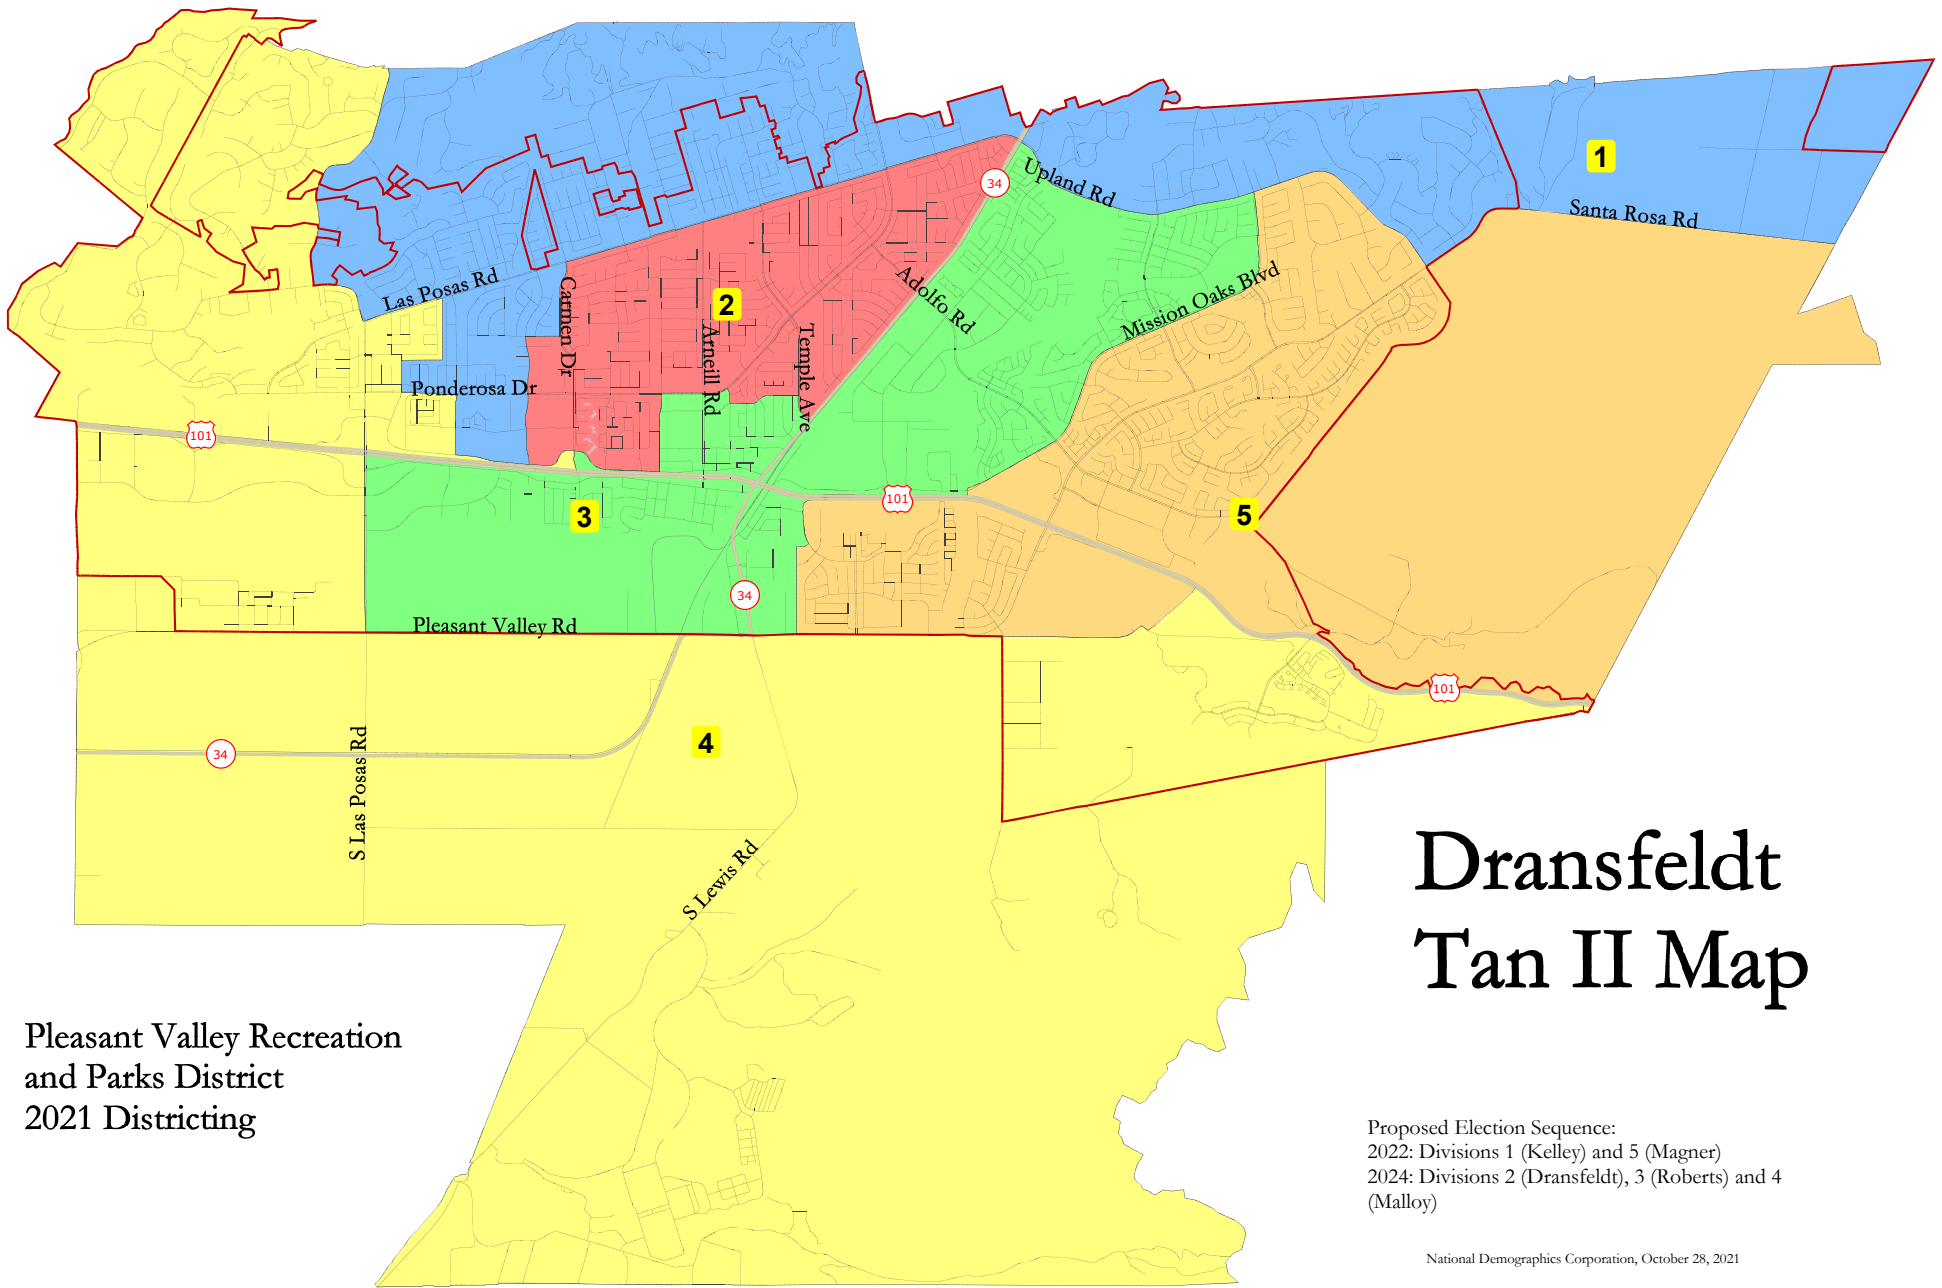 1
34
Upland Rd
Santa Rosa Rd
Las Posas Rd
Carmen Dr
2
Arneill Rd
Temple Ave
Adolfo Rd
Mission Oaks Blvd
Ponderosa Dr
101
3
101
5
34
Pleasant Valley Rd
101
34
S Las Posas Rd
4
S Lewis Rd
Dransfeldt
Tan II Map
Pleasant Valley Recreation
and Parks District
2021 Districting
Proposed Election Sequence:
2022: Divisions 1 (Kelley) and 5 (Magner)
2024: Divisions 2 (Dransfeldt), 3 (Roberts) and 4
(Malloy)
National Demographics Corporation, October 28, 2021